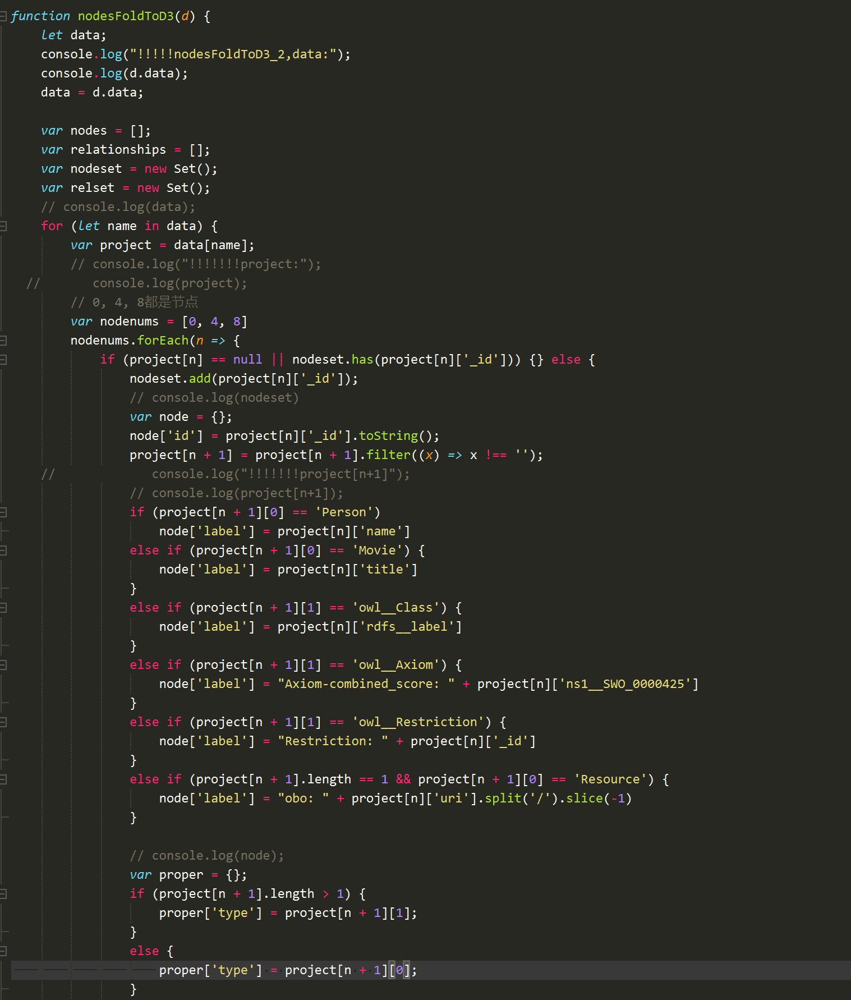 function nodesFoldToD3(d) {
    let data;
    console.log("!!!!!nodesFoldToD3_2,data:");
    console.log(d.data);
    data = d.data;

    var nodes = [];
    var relationships = [];
    var nodeset = new Set();
    var relset = new Set();
    // console.log(data);
    for (let name in data) {
        var project = data[name];
        // console.log("!!!!!!!project:");
  //       console.log(project);
        // 0, 4, 8都是节点
        var nodenums = [0, 4, 8]
        nodenums.forEach(n => {
            if (project[n] == null || nodeset.has(project[n]['_id'])) {} else {
                nodeset.add(project[n]['_id']);
                // console.log(nodeset)
                var node = {};
                node['id'] = project[n]['_id'].toString();
                project[n + 1] = project[n + 1].filter((x) => x !== '');
    //             console.log("!!!!!!!project[n+1]");
                // console.log(project[n+1]);
                if (project[n + 1][0] == 'Person')
                    node['label'] = project[n]['name']
                else if (project[n + 1][0] == 'Movie') {
                    node['label'] = project[n]['title']
                }
                else if (project[n + 1][1] == 'owl__Class') {
                    node['label'] = project[n]['rdfs__label']
                }
                else if (project[n + 1][1] == 'owl__Axiom') {
                    node['label'] = "Axiom-combined_score: " + project[n]['ns1__SWO_0000425']
                }
                else if (project[n + 1][1] == 'owl__Restriction') {
                    node['label'] = "Restriction: " + project[n]['_id']
                }
                else if (project[n + 1].length == 1 && project[n + 1][0] == 'Resource') {
                    node['label'] = "obo: " + project[n]['uri'].split('/').slice(-1)
                }

                // console.log(node);
                var proper = {};
                if (project[n + 1].length > 1) {
                    proper['type'] = project[n + 1][1];
                }
                else {
                    proper['type'] = project[n + 1][0];
                }